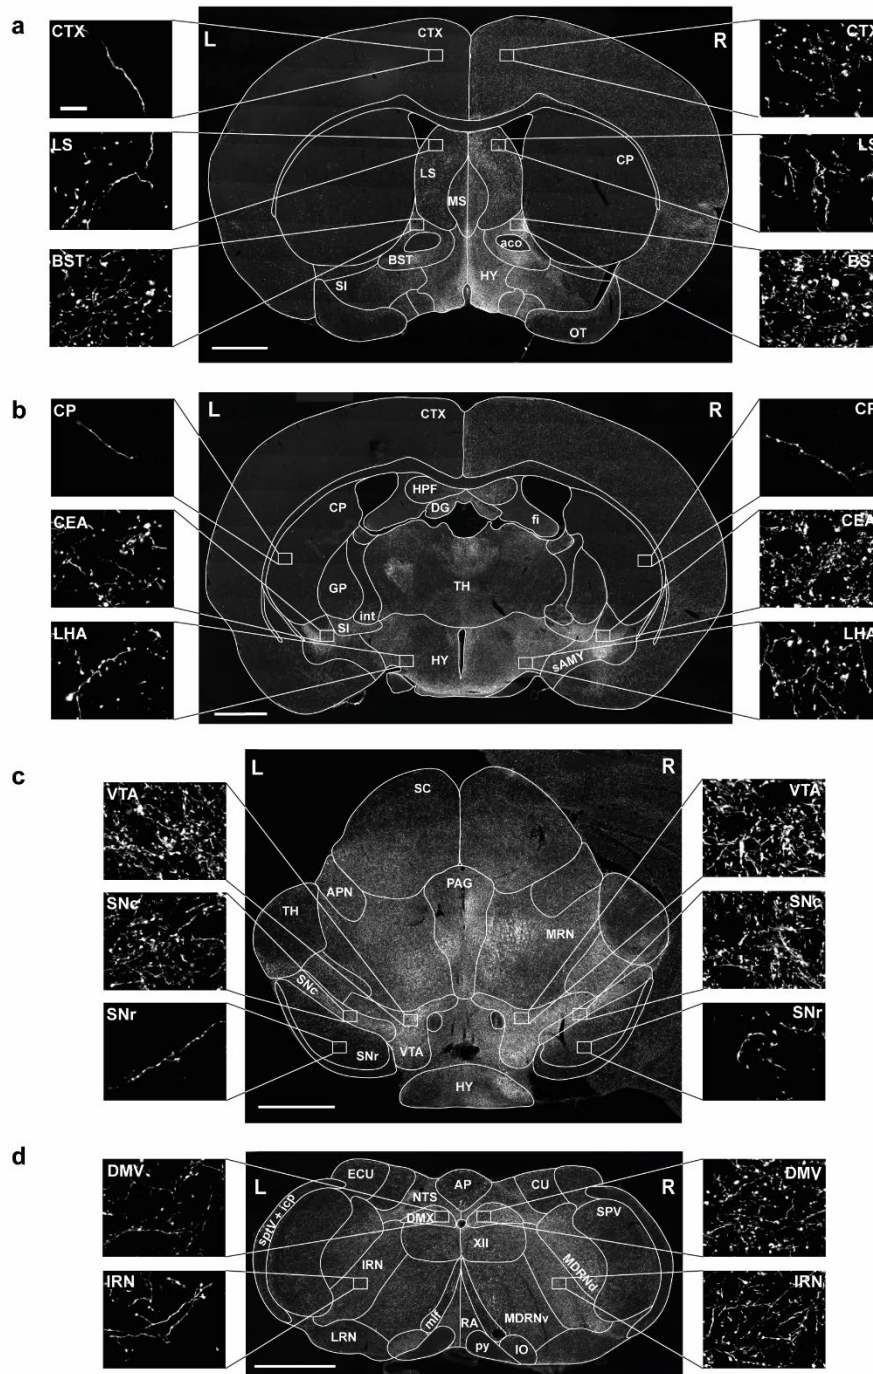 a
CTX
L
CTX
R
CTX
LS
LS
CP
LS
MS
BST
BST
aco
BST
SI
HY
OT
b
CP
L
CTX
R
CP
HPF
CP
DG
fi
CEA
CEA
GP
TH
int
LHA
SI
LHA
HY
sAMY
c
L
R
VTA
SC
VTA
APN
PAG
SNc
TH
MRN
SNc
SNc
SNr
SNr
VTA
SNr
HY
d
DMV
L
ECU
AP
CU
R
DMV
NTS
sptV + icp
DMX
SPV
XII
IRN
IRN
MDRNd
IRN
mlf
RA
MDRNv
LRN
py
IO